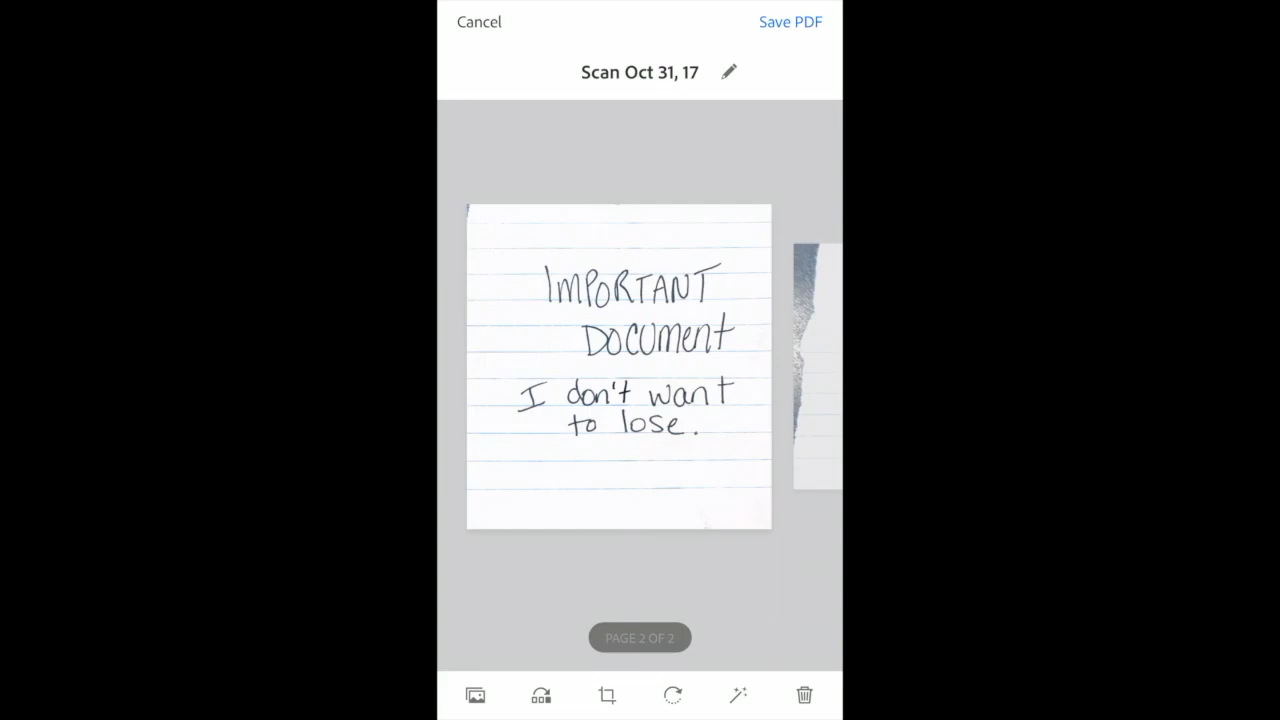 Cancel
Save PDF
Scan Oct 31, 17
IMPORTANT
DOCUMENT
I don't want
to lose.
PAGE 2 OF 2